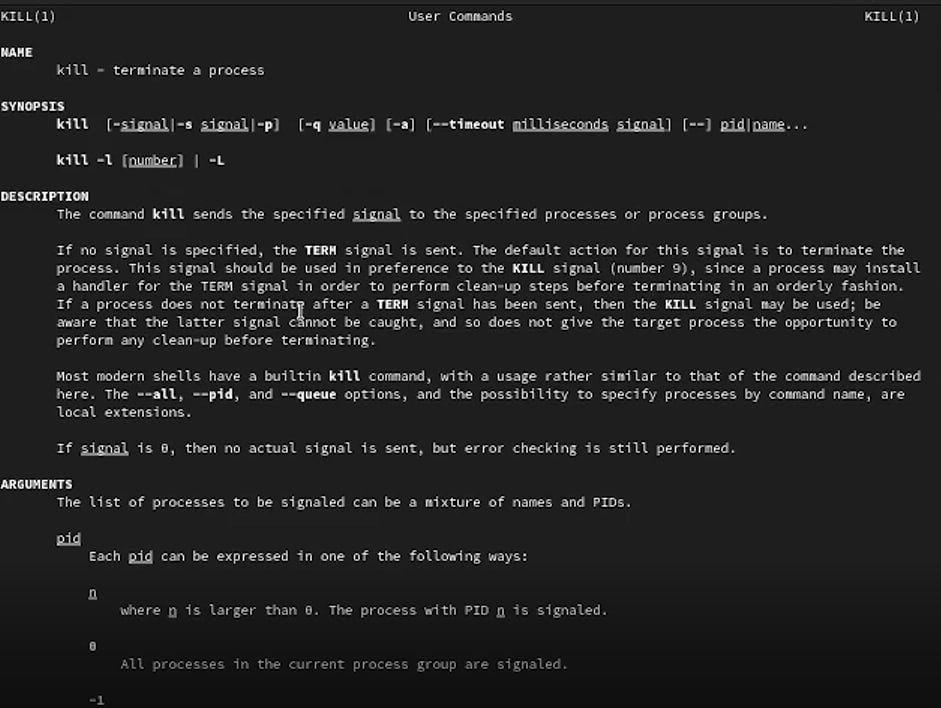 KILL(1) User Commands KILL(1)
NAME
kill - terminate a process
SYNOPSIS
kill [-signal|-s signal|-p] [-q value] [-a] [--timeout milliseconds signal] [--] pid|name...
kill -l [number] | -L
DESCRIPTION
The command kill sends the specified signal to the specified processes or process groups.
If no signal is specified, the TERM signal is sent. The default action for this signal is to terminate the
process. This signal should be used in preference to the KILL signal (number 9), since a process may install
a handler for the TERM signal in order to perform clean-up steps before terminating in an orderly fashion.
If a process does not terminate after a TERM signal has been sent, then the KILL signal may be used; be
aware that the latter signal cannot be caught, and so does not give the target process the opportunity to
perform any clean-up before terminating.
Most modern shells have a builtin kill command, with a usage rather similar to that of the command described
here. The --all, --pid, and --queue options, and the possibility to specify processes by command name, are
local extensions.
If signal is 0, then no actual signal is sent, but error checking is still performed.
ARGUMENTS
The list of processes to be signaled can be a mixture of names and PIDs.
pid
Each pid can be expressed in one of the following ways:
n
where n is larger than 0. The process with PID n is signaled.
0
All processes in the current process group are signaled.
-1